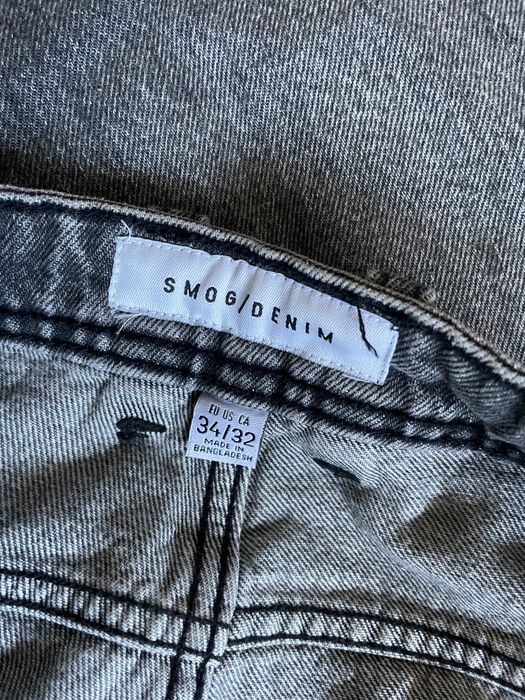 SMOG/DENIM
EU US CA
34/32
MADE IN
BANGLADESH